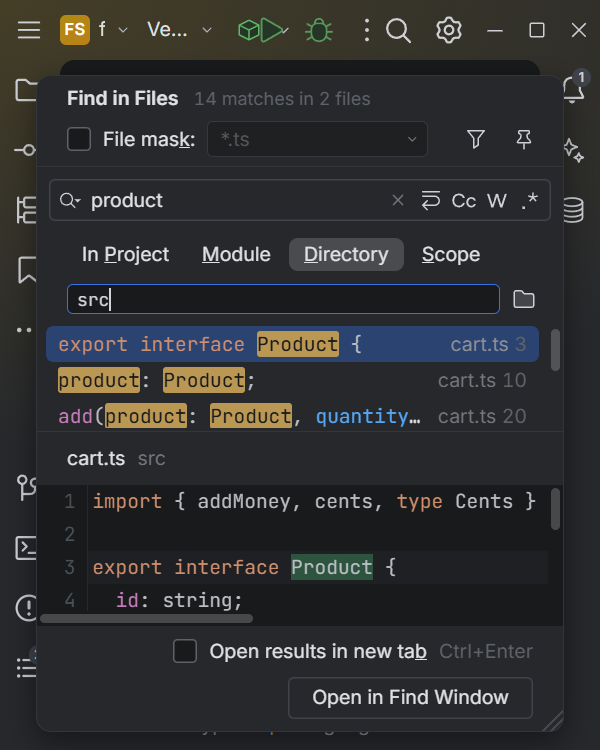 FS f Ve...
1
Find in Files 14 matches in 2 files
File mask: *.ts
product Cc W .*
In Project Module Directory Scope
src
export interface Product { cart.ts 3
product: Product; cart.ts 10
add(product: Product, quantity… cart.ts 20
cart.ts src
1 import { addMoney, cents, type Cents }
2
3 export interface Product {
4 id: string;
Open results in new tab Ctrl+Enter
Open in Find Window